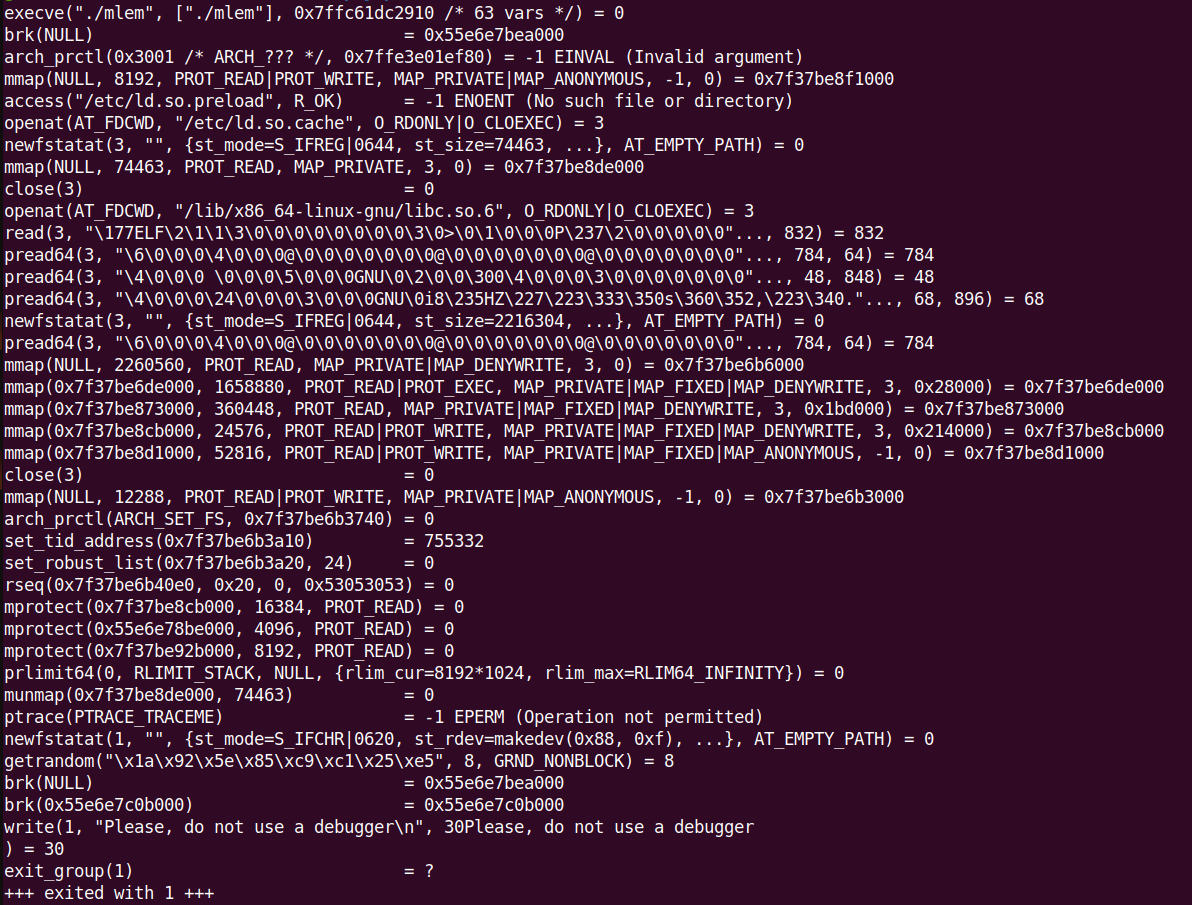 execve("./mlem", ["./mlem"], 0x7ffc61dc2910 /* 63 vars */) = 0
brk(NULL)                               = 0x55e6e7bea000
arch_prctl(0x3001 /* ARCH_??? */, 0x7ffe3e01ef80) = -1 EINVAL (Invalid argument)
mmap(NULL, 8192, PROT_READ|PROT_WRITE, MAP_PRIVATE|MAP_ANONYMOUS, -1, 0) = 0x7f37be8f1000
access("/etc/ld.so.preload", R_OK)      = -1 ENOENT (No such file or directory)
openat(AT_FDCWD, "/etc/ld.so.cache", O_RDONLY|O_CLOEXEC) = 3
newfstatat(3, "", {st_mode=S_IFREG|0644, st_size=74463, ...}, AT_EMPTY_PATH) = 0
mmap(NULL, 74463, PROT_READ, MAP_PRIVATE, 3, 0) = 0x7f37be8de000
close(3)                                = 0
openat(AT_FDCWD, "/lib/x86_64-linux-gnu/libc.so.6", O_RDONLY|O_CLOEXEC) = 3
read(3, "\177ELF\2\1\1\3\0\0\0\0\0\0\0\0\3\0>\0\1\0\0\0P\237\2\0\0\0\0\0"..., 832) = 832
pread64(3, "\6\0\0\0\4\0\0\0@\0\0\0\0\0\0\0@\0\0\0\0\0\0\0@\0\0\0\0\0\0\0"..., 784, 64) = 784
pread64(3, "\4\0\0\0 \0\0\0\5\0\0\0GNU\0\2\0\0\300\4\0\0\0\3\0\0\0\0\0\0\0"..., 48, 848) = 48
pread64(3, "\4\0\0\0\24\0\0\0\3\0\0\0GNU\0i8\235HZ\227\223\333\350s\360\352,\223\340."..., 68, 896) = 68
newfstatat(3, "", {st_mode=S_IFREG|0644, st_size=2216304, ...}, AT_EMPTY_PATH) = 0
pread64(3, "\6\0\0\0\4\0\0\0@\0\0\0\0\0\0\0@\0\0\0\0\0\0\0@\0\0\0\0\0\0\0"..., 784, 64) = 784
mmap(NULL, 2260560, PROT_READ, MAP_PRIVATE|MAP_DENYWRITE, 3, 0) = 0x7f37be6b6000
mmap(0x7f37be6de000, 1658880, PROT_READ|PROT_EXEC, MAP_PRIVATE|MAP_FIXED|MAP_DENYWRITE, 3, 0x28000) = 0x7f37be6de000
mmap(0x7f37be873000, 360448, PROT_READ, MAP_PRIVATE|MAP_FIXED|MAP_DENYWRITE, 3, 0x1bd000) = 0x7f37be873000
mmap(0x7f37be8cb000, 24576, PROT_READ|PROT_WRITE, MAP_PRIVATE|MAP_FIXED|MAP_DENYWRITE, 3, 0x214000) = 0x7f37be8cb000
mmap(0x7f37be8d1000, 52816, PROT_READ|PROT_WRITE, MAP_PRIVATE|MAP_FIXED|MAP_ANONYMOUS, -1, 0) = 0x7f37be8d1000
close(3)                                = 0
mmap(NULL, 12288, PROT_READ|PROT_WRITE, MAP_PRIVATE|MAP_ANONYMOUS, -1, 0) = 0x7f37be6b3000
arch_prctl(ARCH_SET_FS, 0x7f37be6b3740) = 0
set_tid_address(0x7f37be6b3a10)         = 755332
set_robust_list(0x7f37be6b3a20, 24)     = 0
rseq(0x7f37be6b40e0, 0x20, 0, 0x53053053) = 0
mprotect(0x7f37be8cb000, 16384, PROT_READ) = 0
mprotect(0x55e6e78be000, 4096, PROT_READ) = 0
mprotect(0x7f37be92b000, 8192, PROT_READ) = 0
prlimit64(0, RLIMIT_STACK, NULL, {rlim_cur=8192*1024, rlim_max=RLIM64_INFINITY}) = 0
munmap(0x7f37be8de000, 74463)           = 0
ptrace(PTRACE_TRACEME)                  = -1 EPERM (Operation not permitted)
newfstatat(1, "", {st_mode=S_IFCHR|0620, st_rdev=makedev(0x88, 0xf), ...}, AT_EMPTY_PATH) = 0
getrandom("\x1a\x92\x5e\x85\xc9\xc1\x25\xe5", 8, GRND_NONBLOCK) = 8
brk(NULL)                               = 0x55e6e7bea000
brk(0x55e6e7c0b000)                     = 0x55e6e7c0b000
write(1, "Please, do not use a debugger\n", 30Please, do not use a debugger
) = 30
exit_group(1)                           = ?
+++ exited with 1 +++